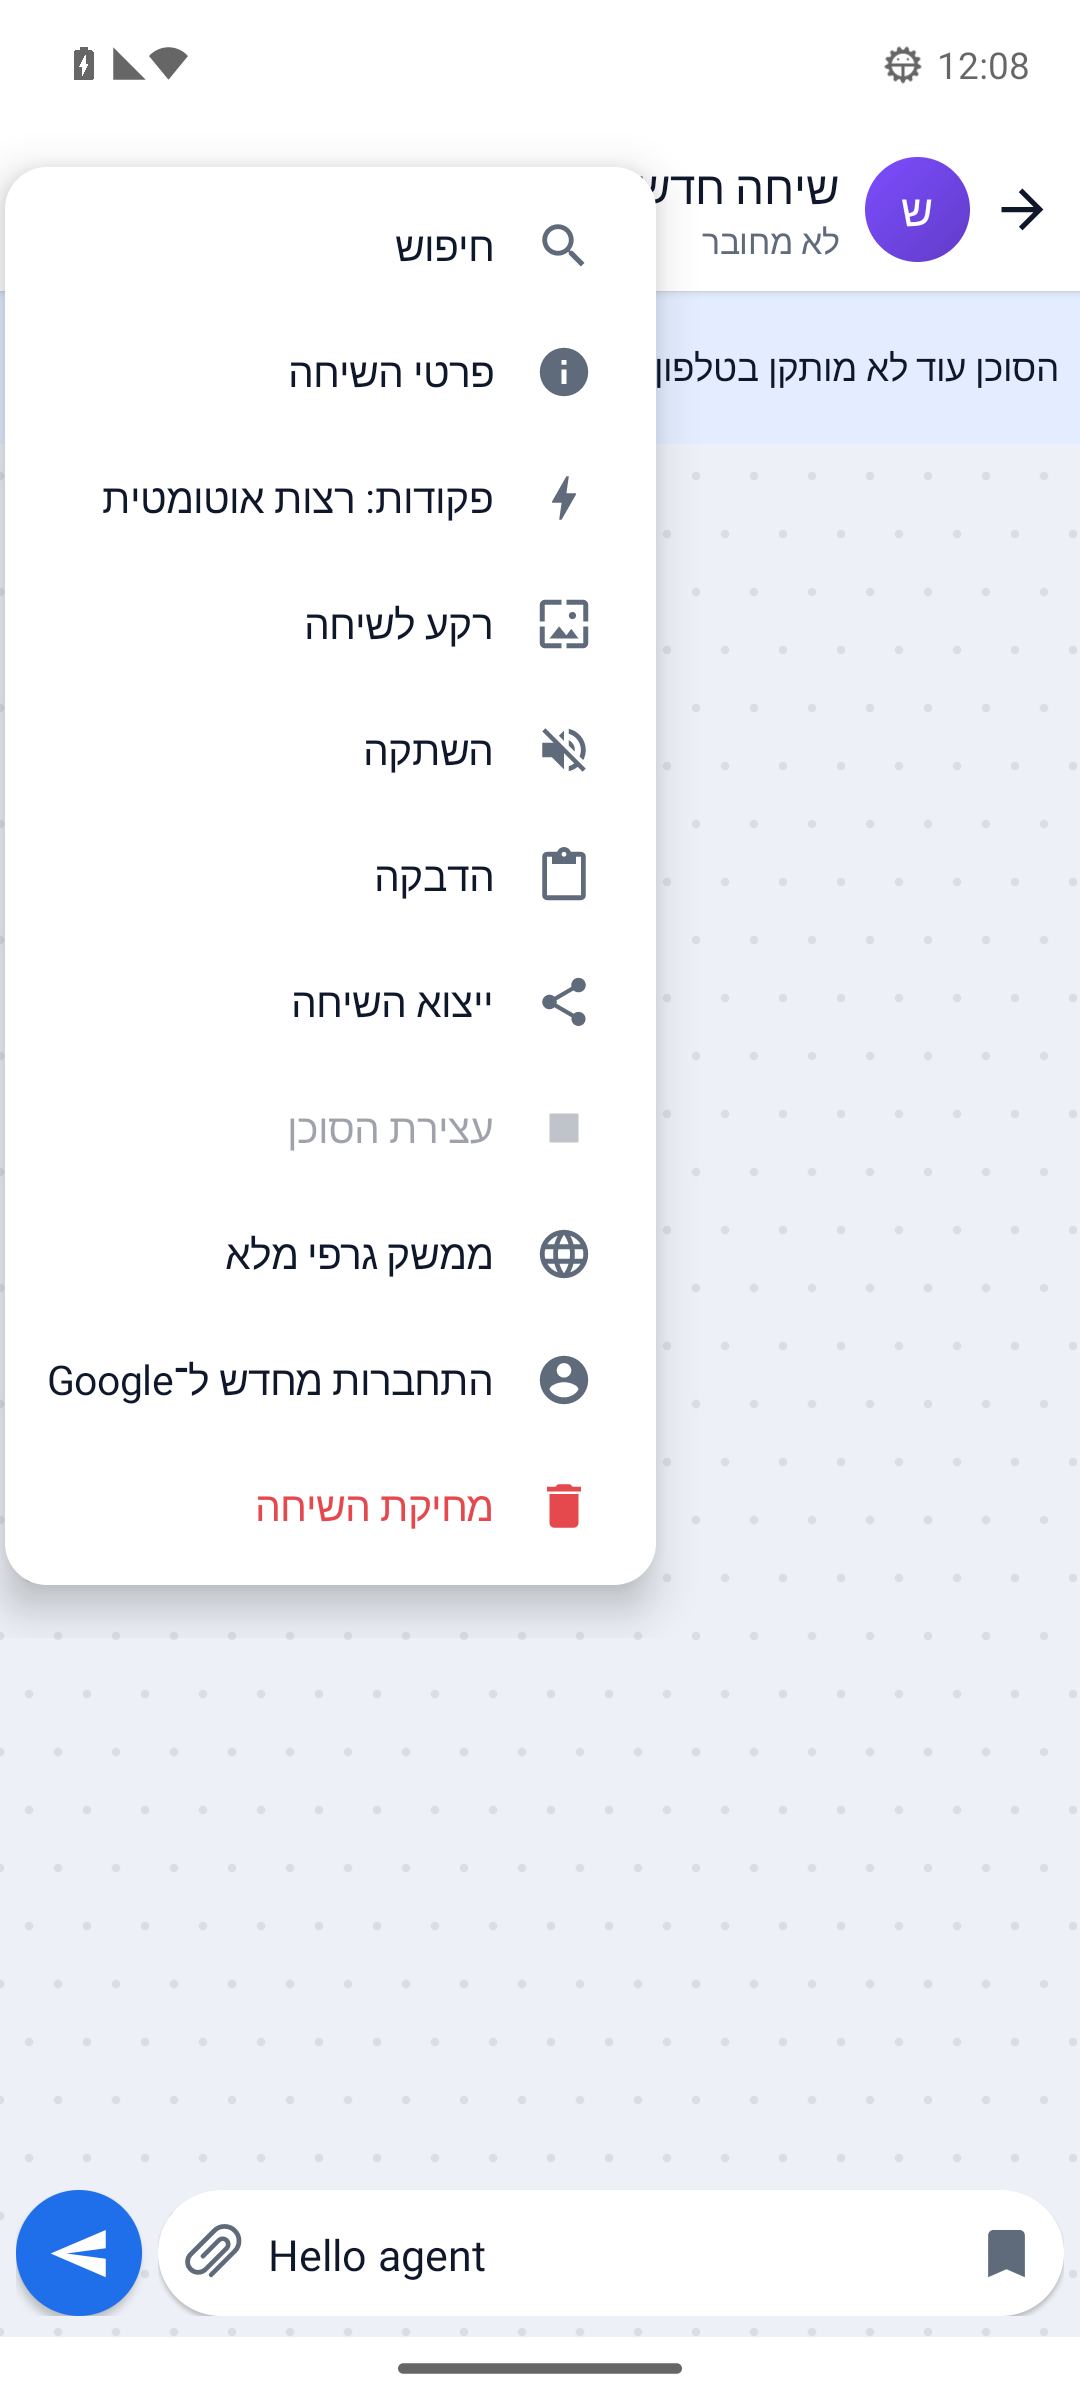 12:08
שיחה חדש
לא מחובר
ש
הסוכן עוד לא מותקן בטלפון
חיפוש
פרטי השיחה
פקודות: רצות אוטומטית
רקע לשיחה
השתקה
הדבקה
ייצוא השיחה
עצירת הסוכן
ממשק גרפי מלא
התחברות מחדש ל־Google
מחיקת השיחה
Hello agent